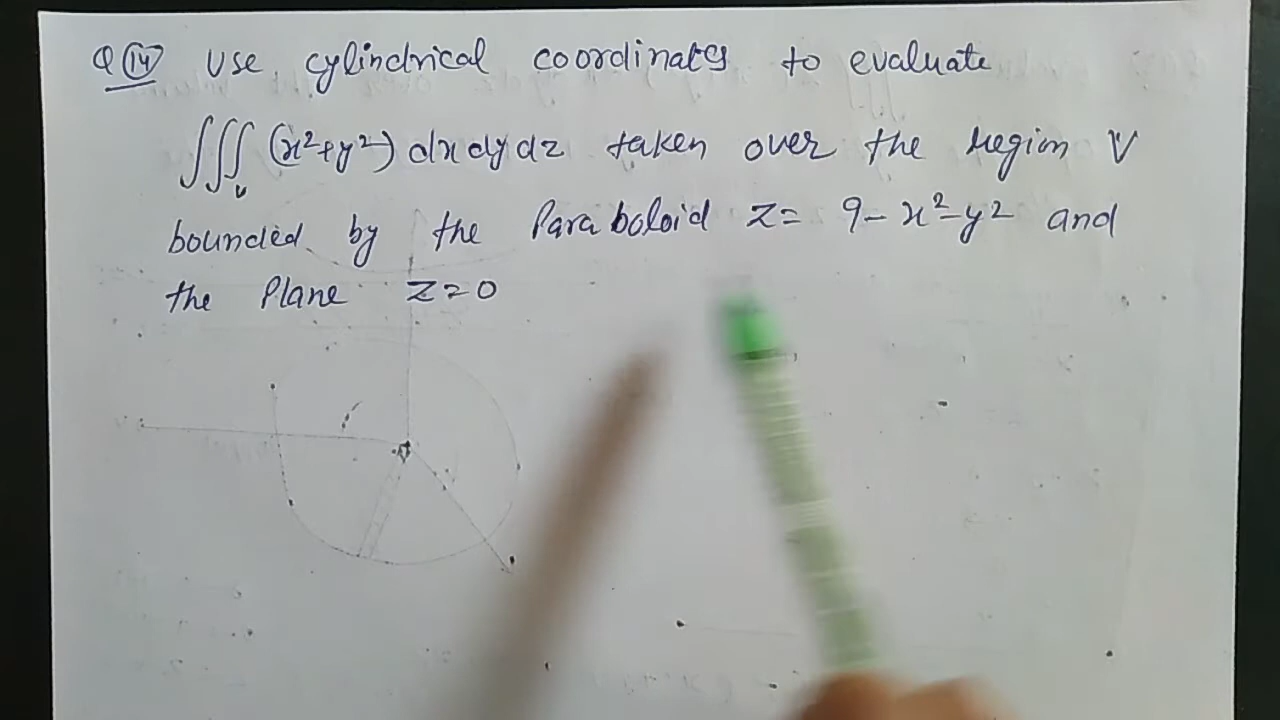 Q 14 Use cylindrical coordinates to evaluate
∭_V (x²+y²) dx dy dz taken over the region V
bounded by the Paraboloid z = 9 - x² - y² and
the Plane z = 0